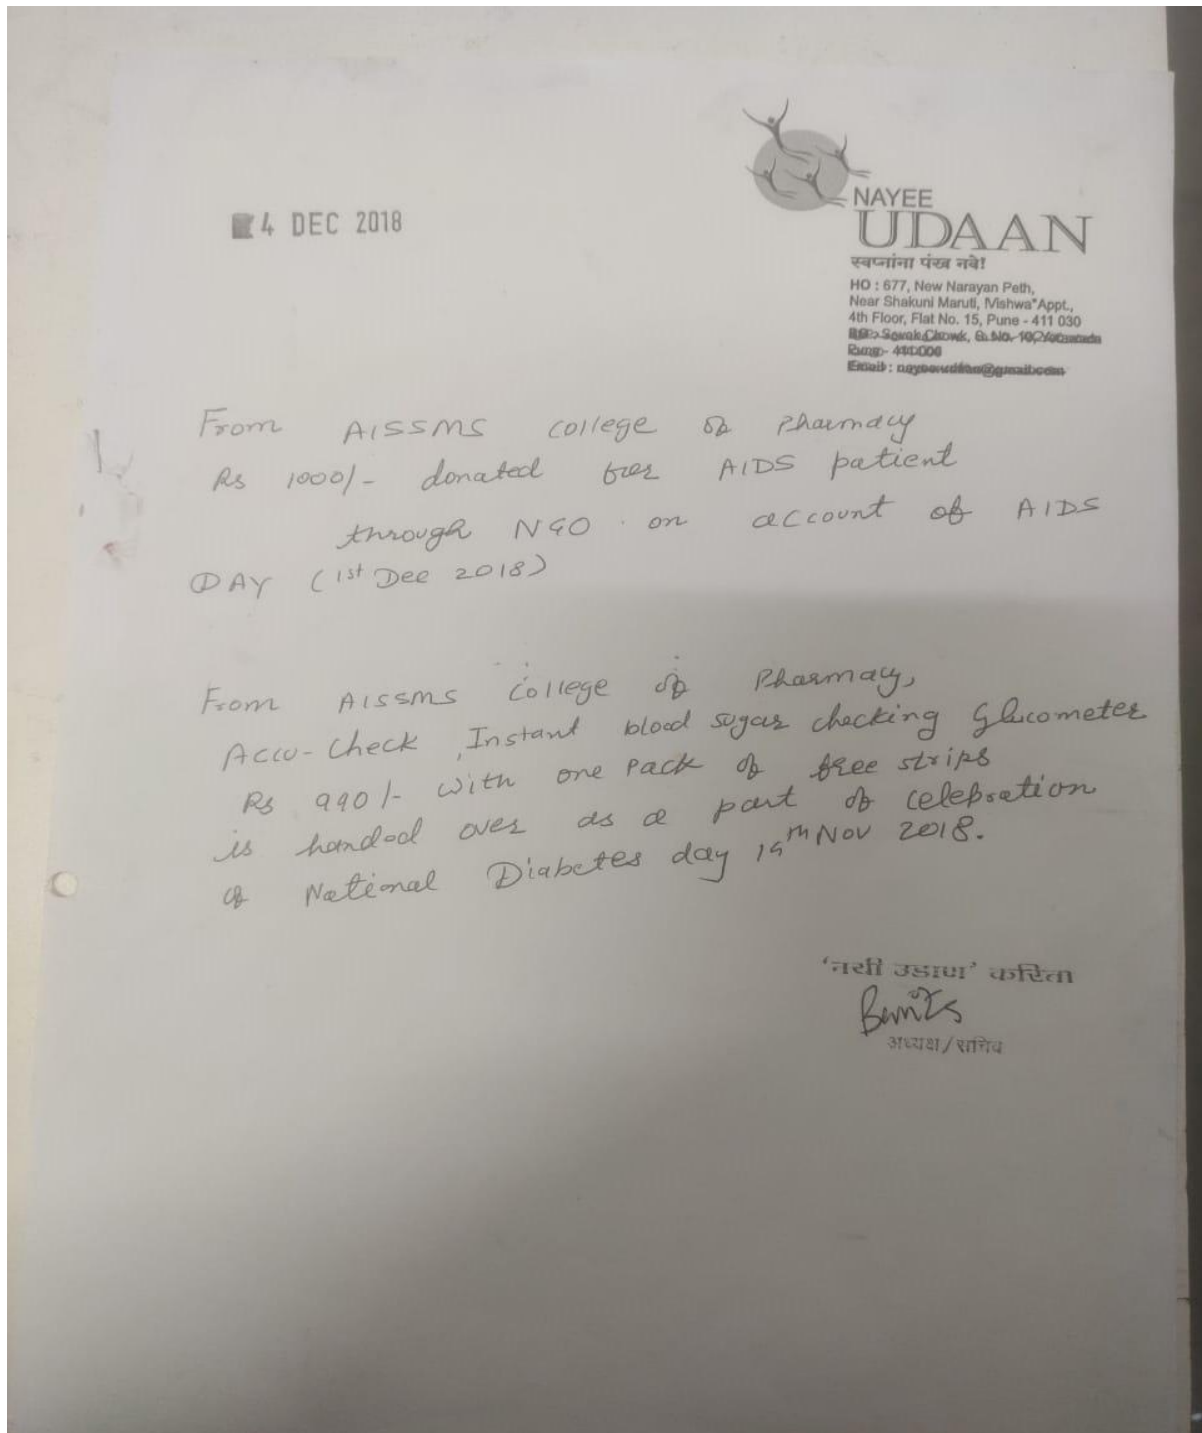 4 DEC 2018
NAYEE
UDAAN
स्वप्नांना पंख नवे!
HO : 677, New Narayan Peth,
Near Shakuni Maruti, "Vishwa" Appt.,
4th Floor, Flat No. 15, Pune - 411 030
Sevak Chowk,
From AISSMS College of Pharmacy
Rs 1000/- donated for AIDS patient
through NGO on account of AIDS
DAY (1st Dec 2018)
From AISSMS College of Pharmacy,
Accu-Check, Instant blood sugar checking Glucometer
Rs 990/- with one pack of free strips
is handed over as a part of celebration
of National Diabetes day Nov 2018.
'नयी उडाण' करिता
अध्यक्ष/सचिव